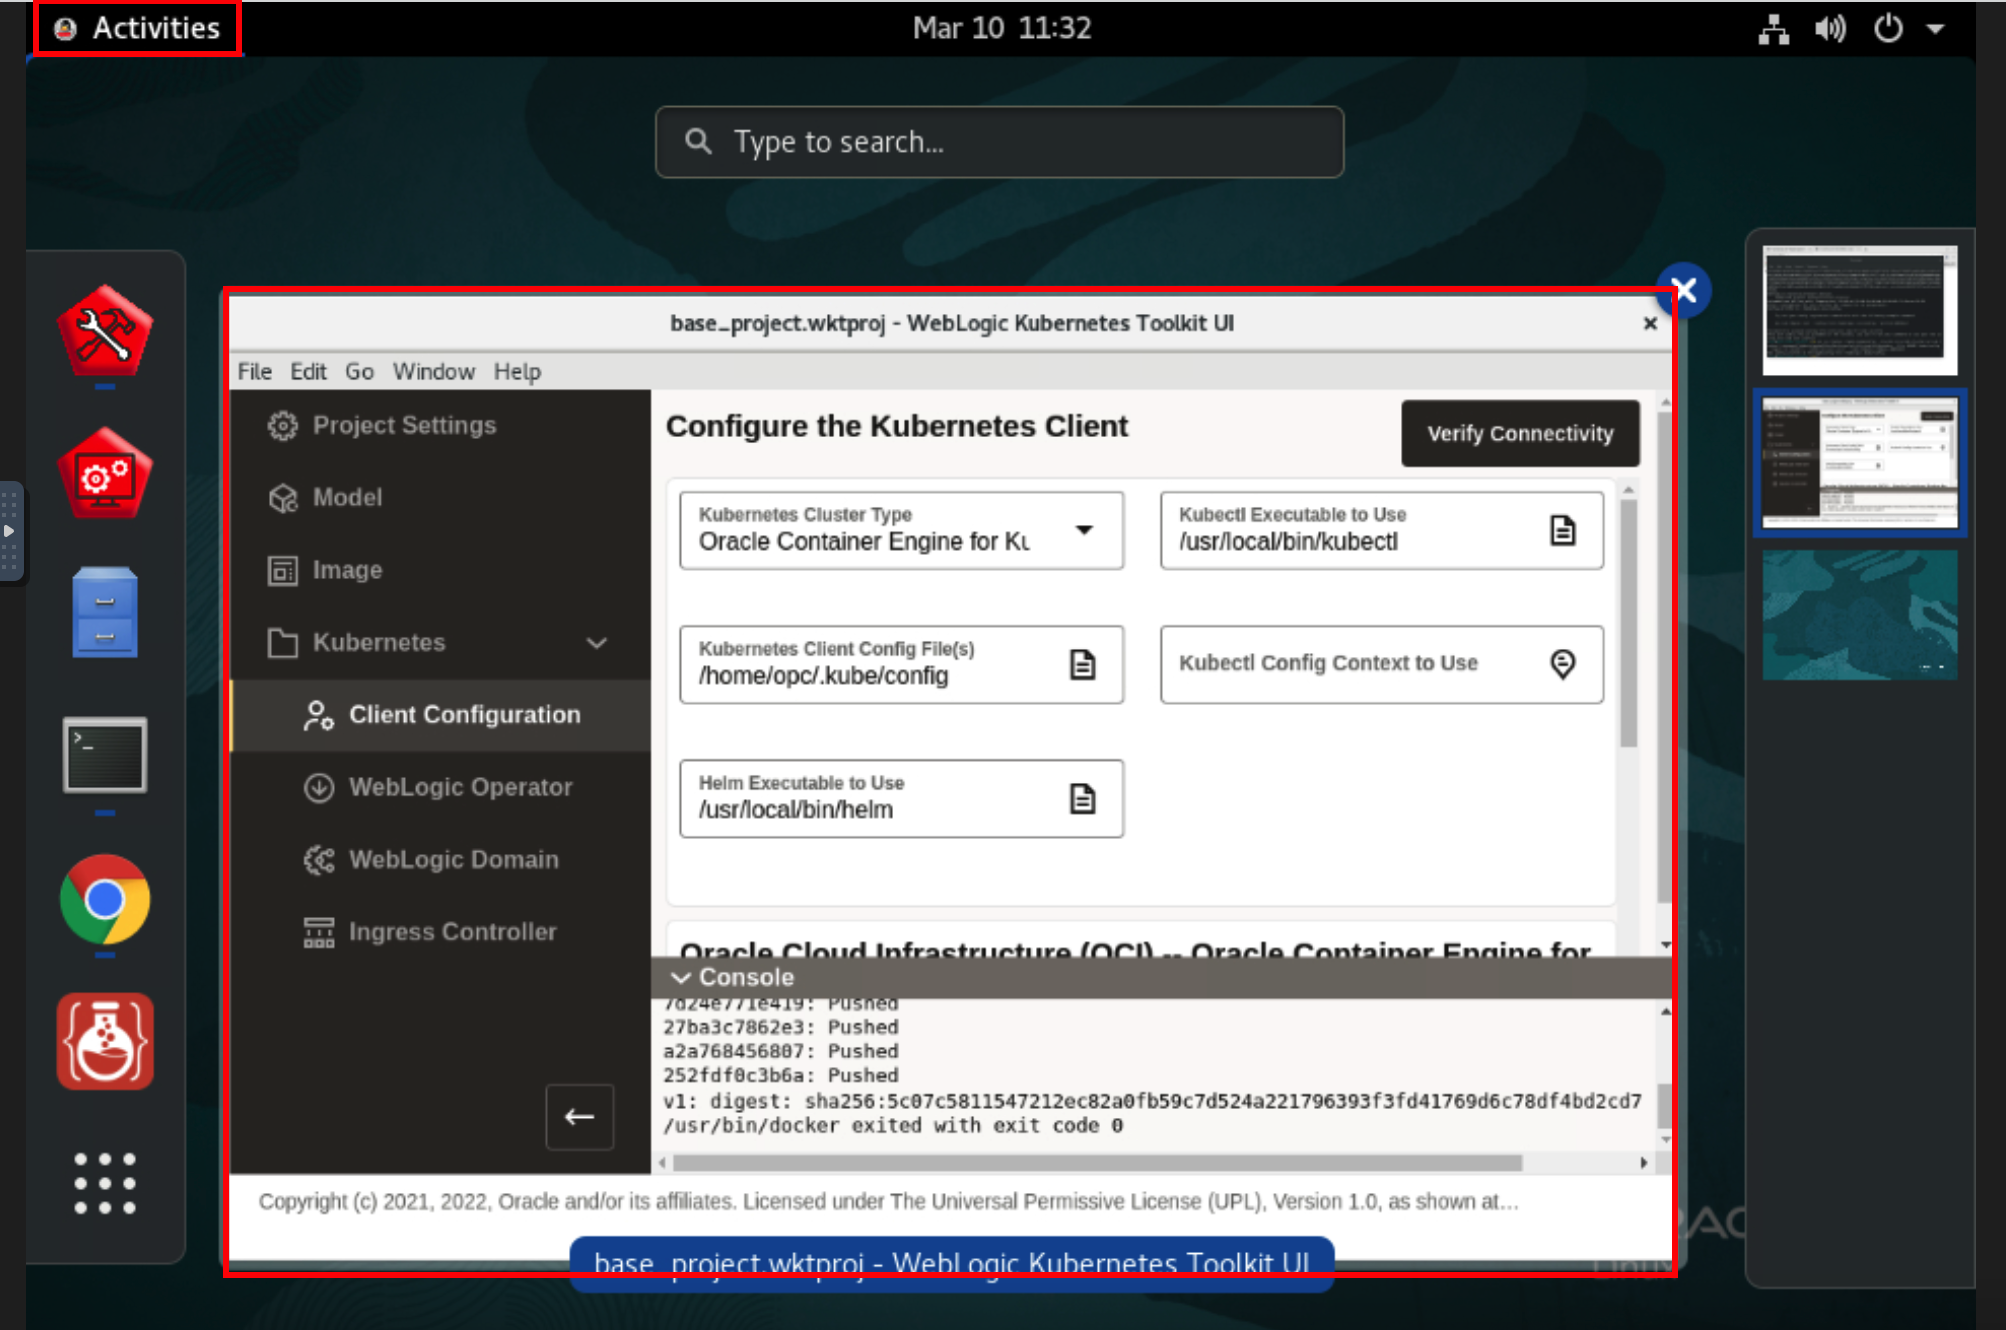 Activities
Mar 10 11:32
Type to search...
base_project.wktproj - WebLogic Kubernetes Toolkit UI
File Edit Go Window Help
Project Settings
Model
Image
Kubernetes
Client Configuration
WebLogic Operator
WebLogic Domain
Ingress Controller
Configure the Kubernetes Client
Verify Connectivity
Kubernetes Cluster Type
Oracle Container Engine for Ku
Kubectl Executable to Use
/usr/local/bin/kubectl
Kubernetes Client Config File(s)
/home/opc/.kube/config
Kubectl Config Context to Use
Helm Executable to Use
/usr/local/bin/helm
Oracle Cloud Infrastructure (OCI) -- Oracle Container Engine for
Console
7d24e771e419: Pushed
27ba3c7862e3: Pushed
a2a768456807: Pushed
252fdf0c3b6a: Pushed
v1: digest: sha256:5c07c5811547212ec82a0fb59c7d524a221796393f3fd41769d6c78df4bd2cd7
/usr/bin/docker exited with exit code 0
Copyright (c) 2021, 2022, Oracle and/or its affiliates. Licensed under The Universal Permissive License (UPL), Version 1.0, as shown at...
base_project.wktproj - WebLogic Kubernetes Toolkit UI